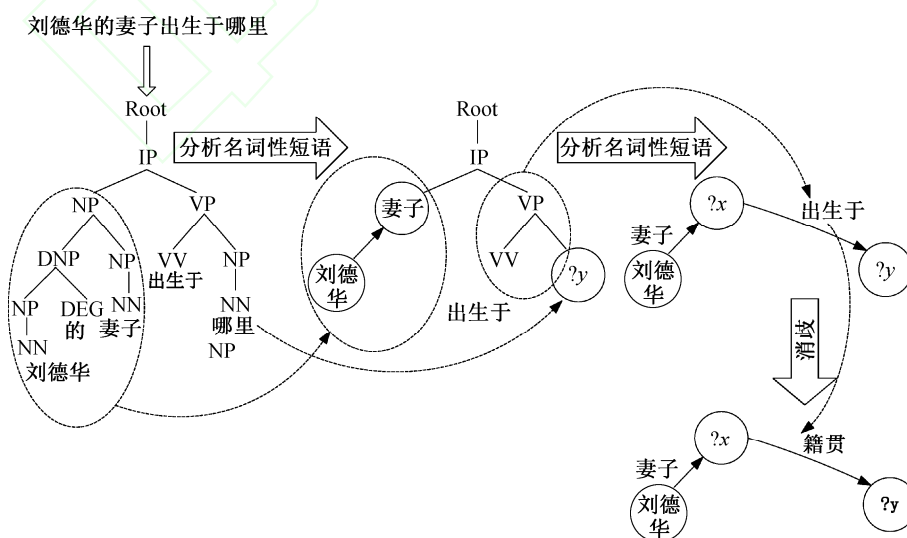 刘德华的妻子出生于哪里
Root
IP
NP
VP
DNP
NP
VV
出生于
NP
NP
DEG
的
NN
妻子
NN
哪里
NN
刘德华
NP
分析名词性短语
Root
IP
妻子
VP
刘德
华
VV
?y
出生于
分析名词性短语
?x
出生于
妻子
刘德
华
?y
消歧
?x
籍贯
妻子
刘德
华
?y